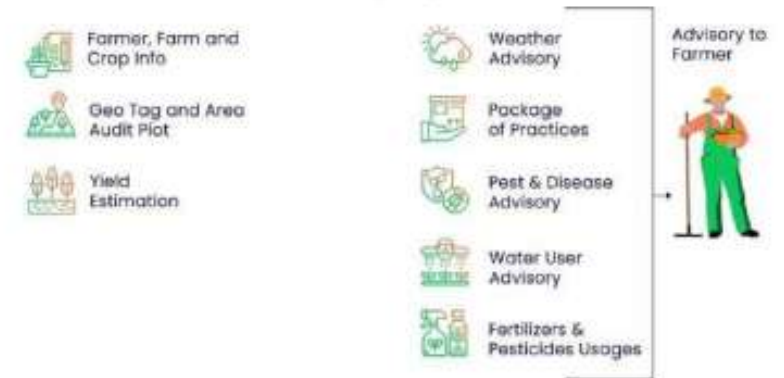 Farmer, Farm and
Crop Info
Geo Tag and Area
Audit Plot
Yield
Estimation
Weather
Advisory
Package
of Practices
Pest & Disease
Advisory
Water User
Advisory
Fertilizers &
Pesticides Usages
Advisory to
Farmer